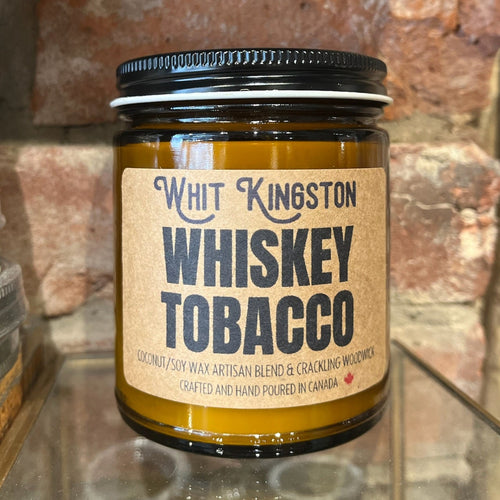 WHIT KINGSTON
WHISKEY
TOBACCO
COCONUT/SOY WAX ARTISAN BLEND & CRACKLING WOODWICK
CRAFTED AND HAND POURED IN CANADA